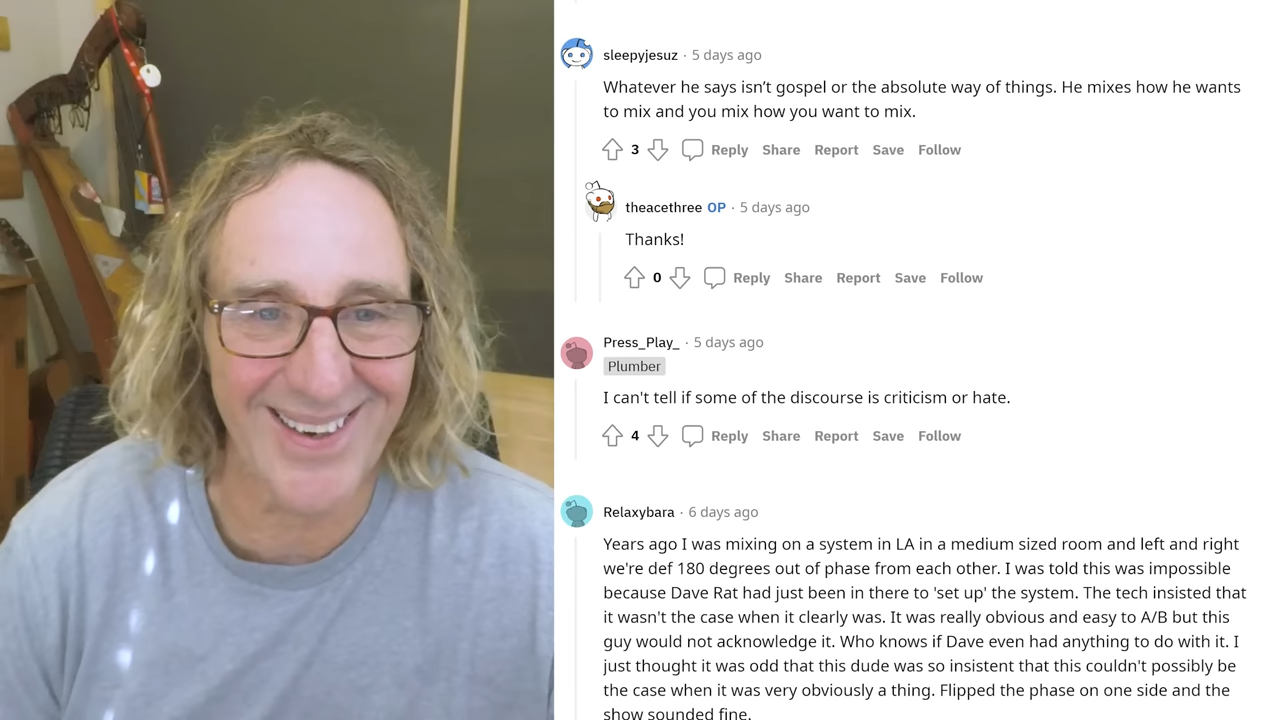 sleepyjesuz · 5 days ago
Whatever he says isn’t gospel or the absolute way of things. He mixes how he wants
to mix and you mix how you want to mix.
3 Reply Share Report Save Follow
theacethree OP · 5 days ago
Thanks!
0 Reply Share Report Save Follow
Press_Play_ · 5 days ago
Plumber
I can't tell if some of the discourse is criticism or hate.
4 Reply Share Report Save Follow
Relaxybara · 6 days ago
Years ago I was mixing on a system in LA in a medium sized room and left and right
we're def 180 degrees out of phase from each other. I was told this was impossible
because Dave Rat had just been in there to 'set up' the system. The tech insisted that
it wasn't the case when it clearly was. It was really obvious and easy to A/B but this
guy would not acknowledge it. Who knows if Dave even had anything to do with it. I
just thought it was odd that this dude was so insistent that this couldn't possibly be
the case when it was very obviously a thing. Flipped the phase on one side and the
show sounded fine.